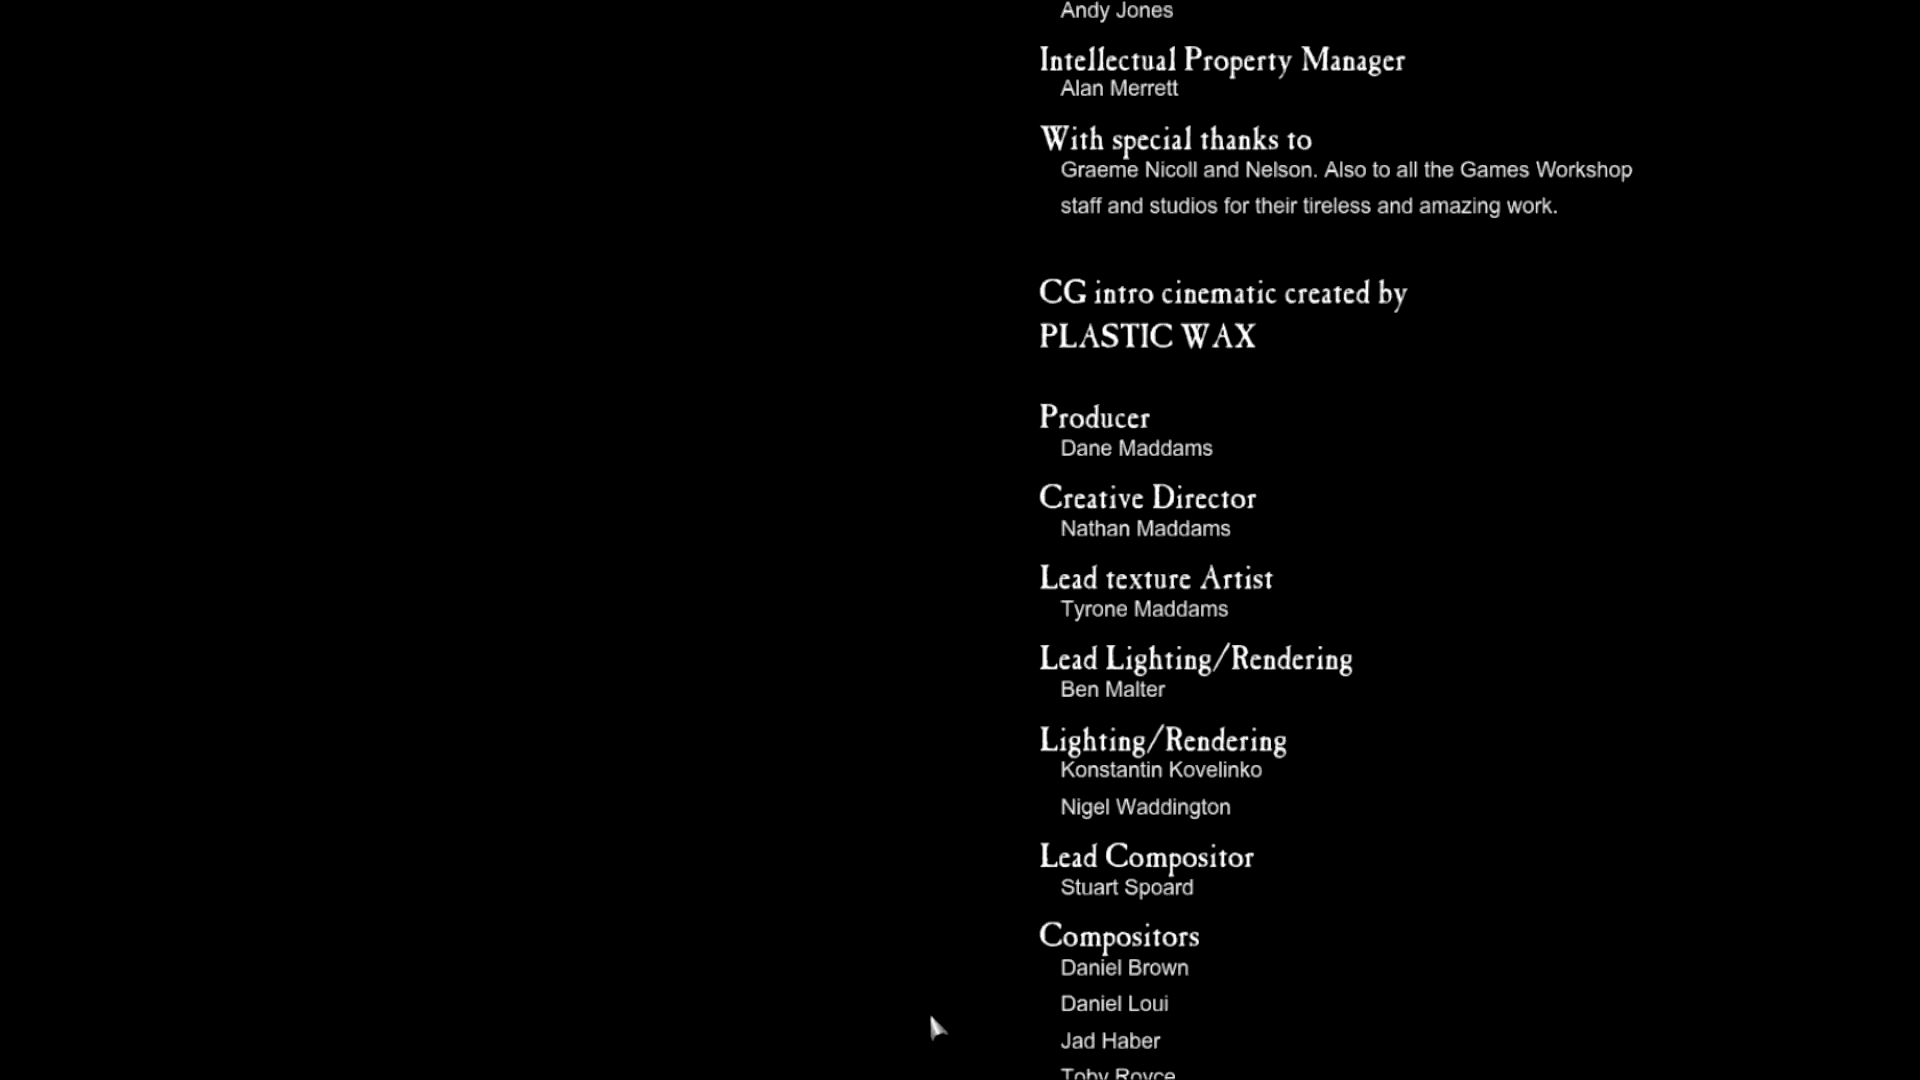 Andy Jones
Intellectual Property Manager
Alan Merrett
With special thanks to
Graeme Nicoll and Nelson. Also to all the Games Workshop
staff and studios for their tireless and amazing work.
CG intro cinematic created by
PLASTIC WAX
Producer
Dane Maddams
Creative Director
Nathan Maddams
Lead texture Artist
Tyrone Maddams
Lead Lighting/Rendering
Ben Malter
Lighting/Rendering
Konstantin Kovelinko
Nigel Waddington
Lead Compositor
Stuart Spoard
Compositors
Daniel Brown
Daniel Loui
Jad Haber
Toby Royce